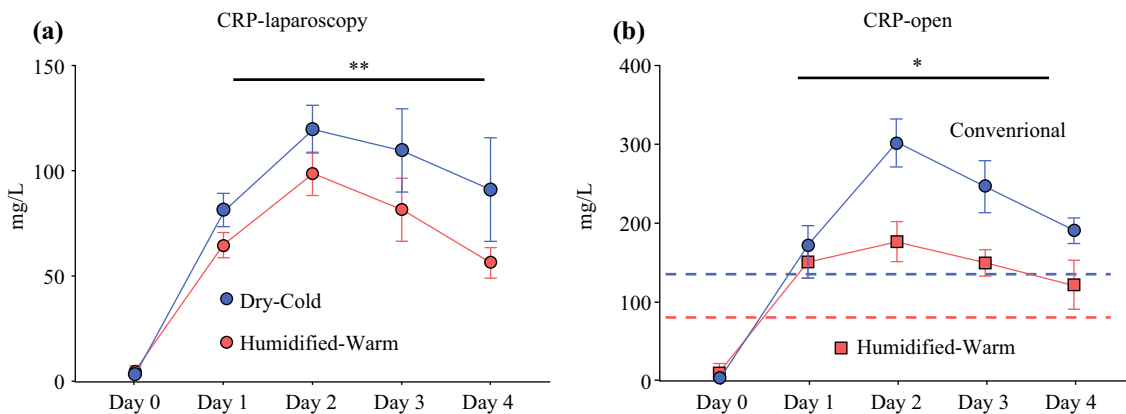 (a)
CRP-laparoscopy
150
100
50
0
mg/L
**
Dry-Cold
Humidified-Warm
Day 0 Day 1 Day 2 Day 3 Day 4
(b)
CRP-open
400
300
200
100
0
mg/L
*
Convenrional
Humidified-Warm
Day 0 Day 1 Day 2 Day 3 Day 4